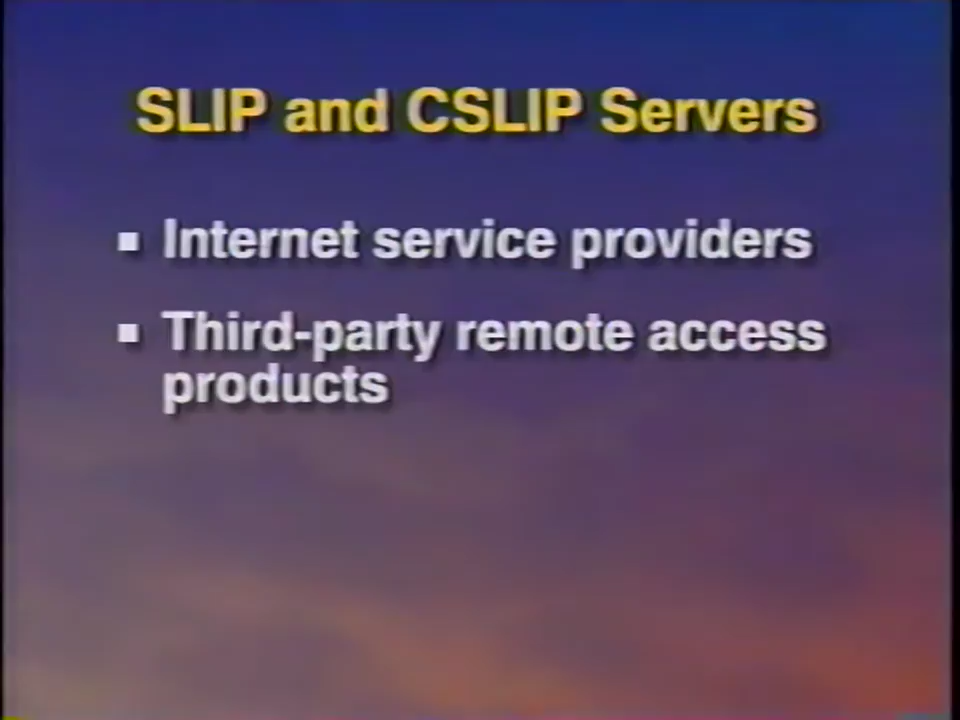 SLIP and CSLIP Servers
▪ Internet service providers
▪ Third-party remote access
products